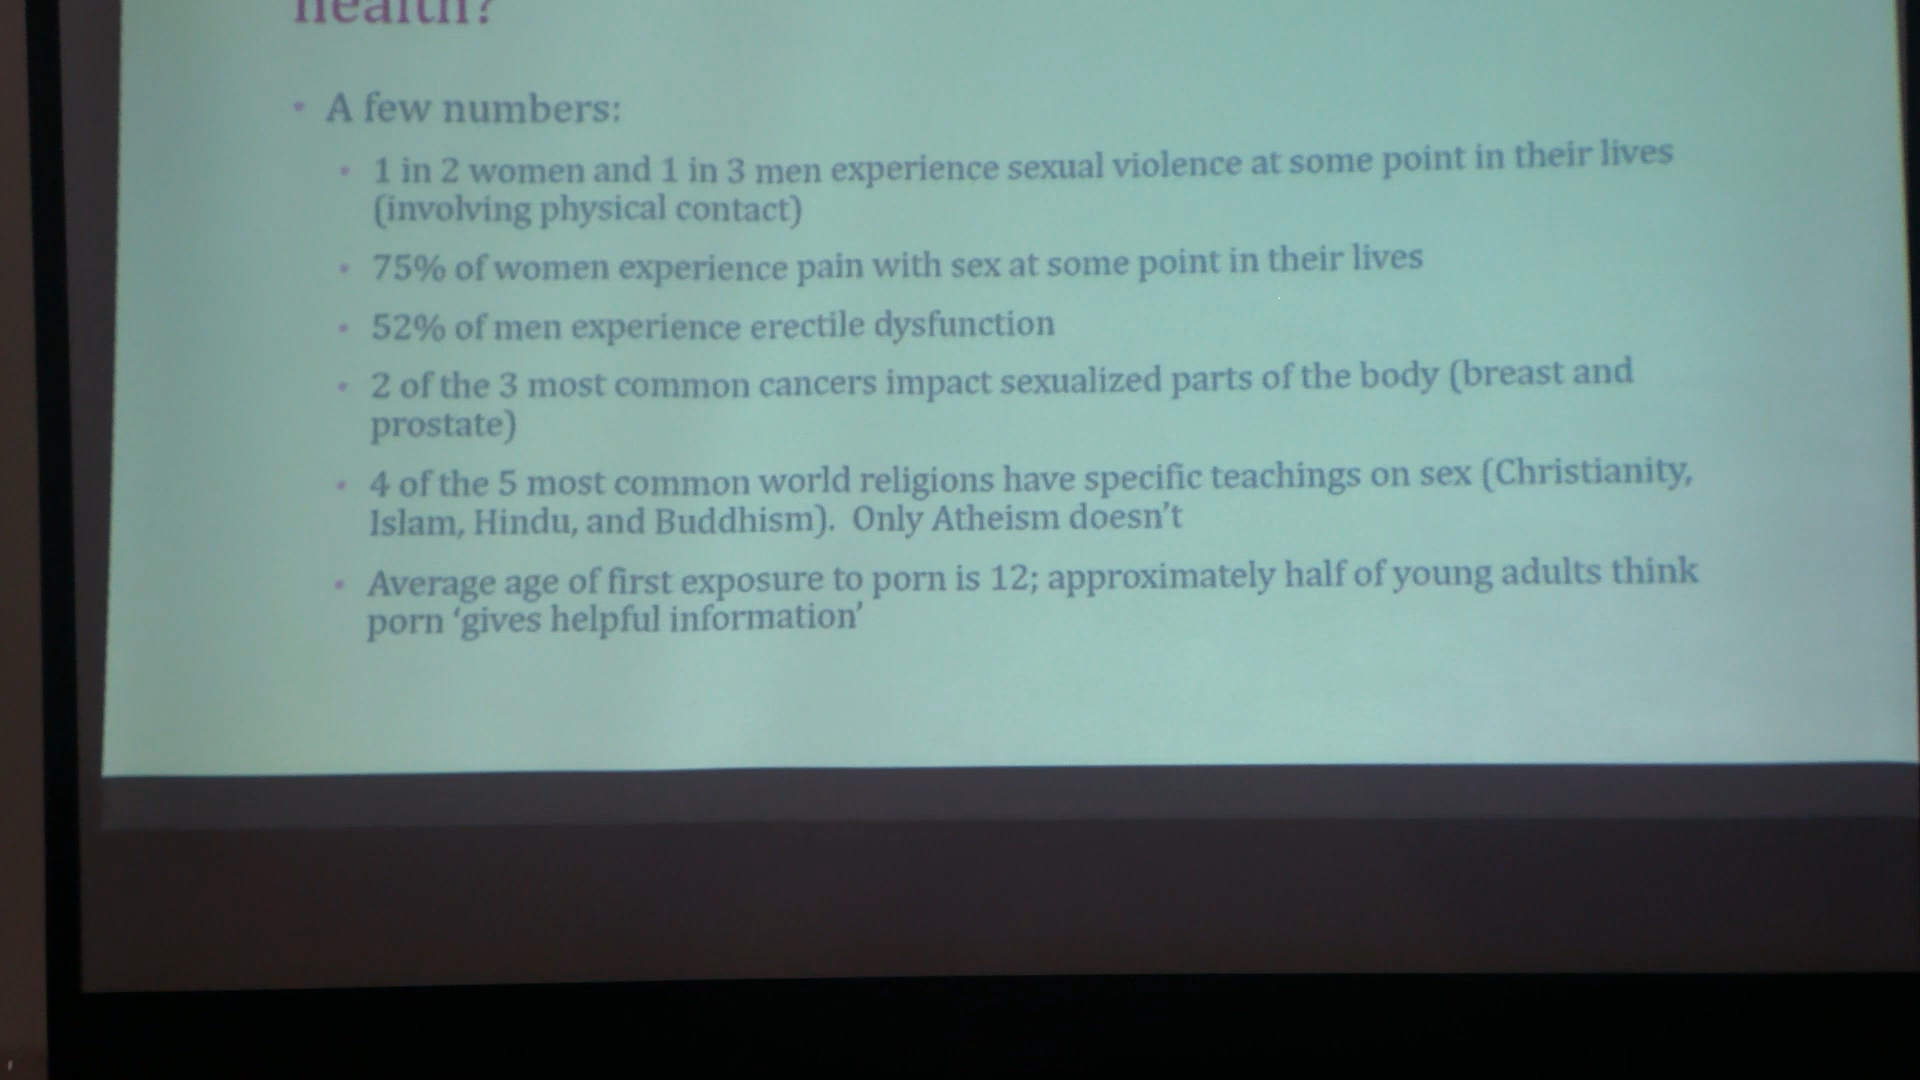 health?
• A few numbers:
• 1 in 2 women and 1 in 3 men experience sexual violence at some point in their lives
(involving physical contact)
• 75% of women experience pain with sex at some point in their lives
• 52% of men experience erectile dysfunction
• 2 of the 3 most common cancers impact sexualized parts of the body (breast and
prostate)
• 4 of the 5 most common world religions have specific teachings on sex (Christianity,
Islam, Hindu, and Buddhism).  Only Atheism doesn't
• Average age of first exposure to porn is 12; approximately half of young adults think
porn ‘gives helpful information’